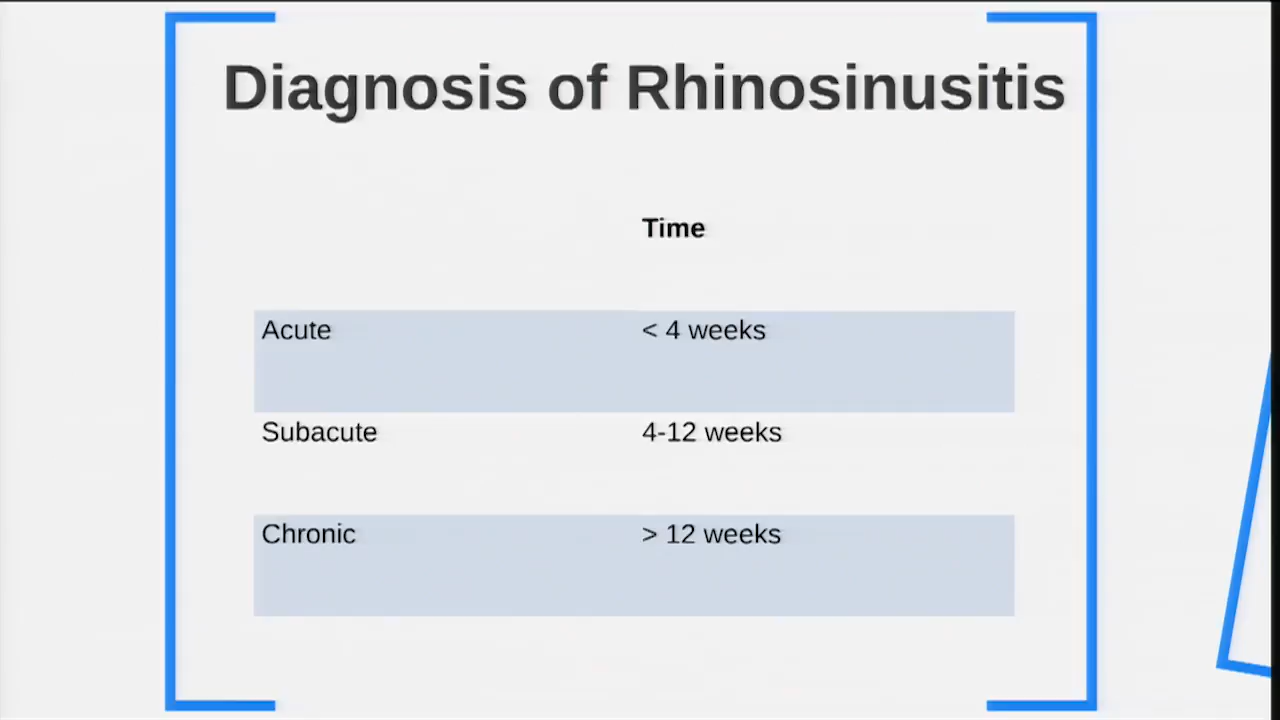 Diagnosis of Rhinosinusitis
Time
Acute < 4 weeks
Subacute 4-12 weeks
Chronic > 12 weeks